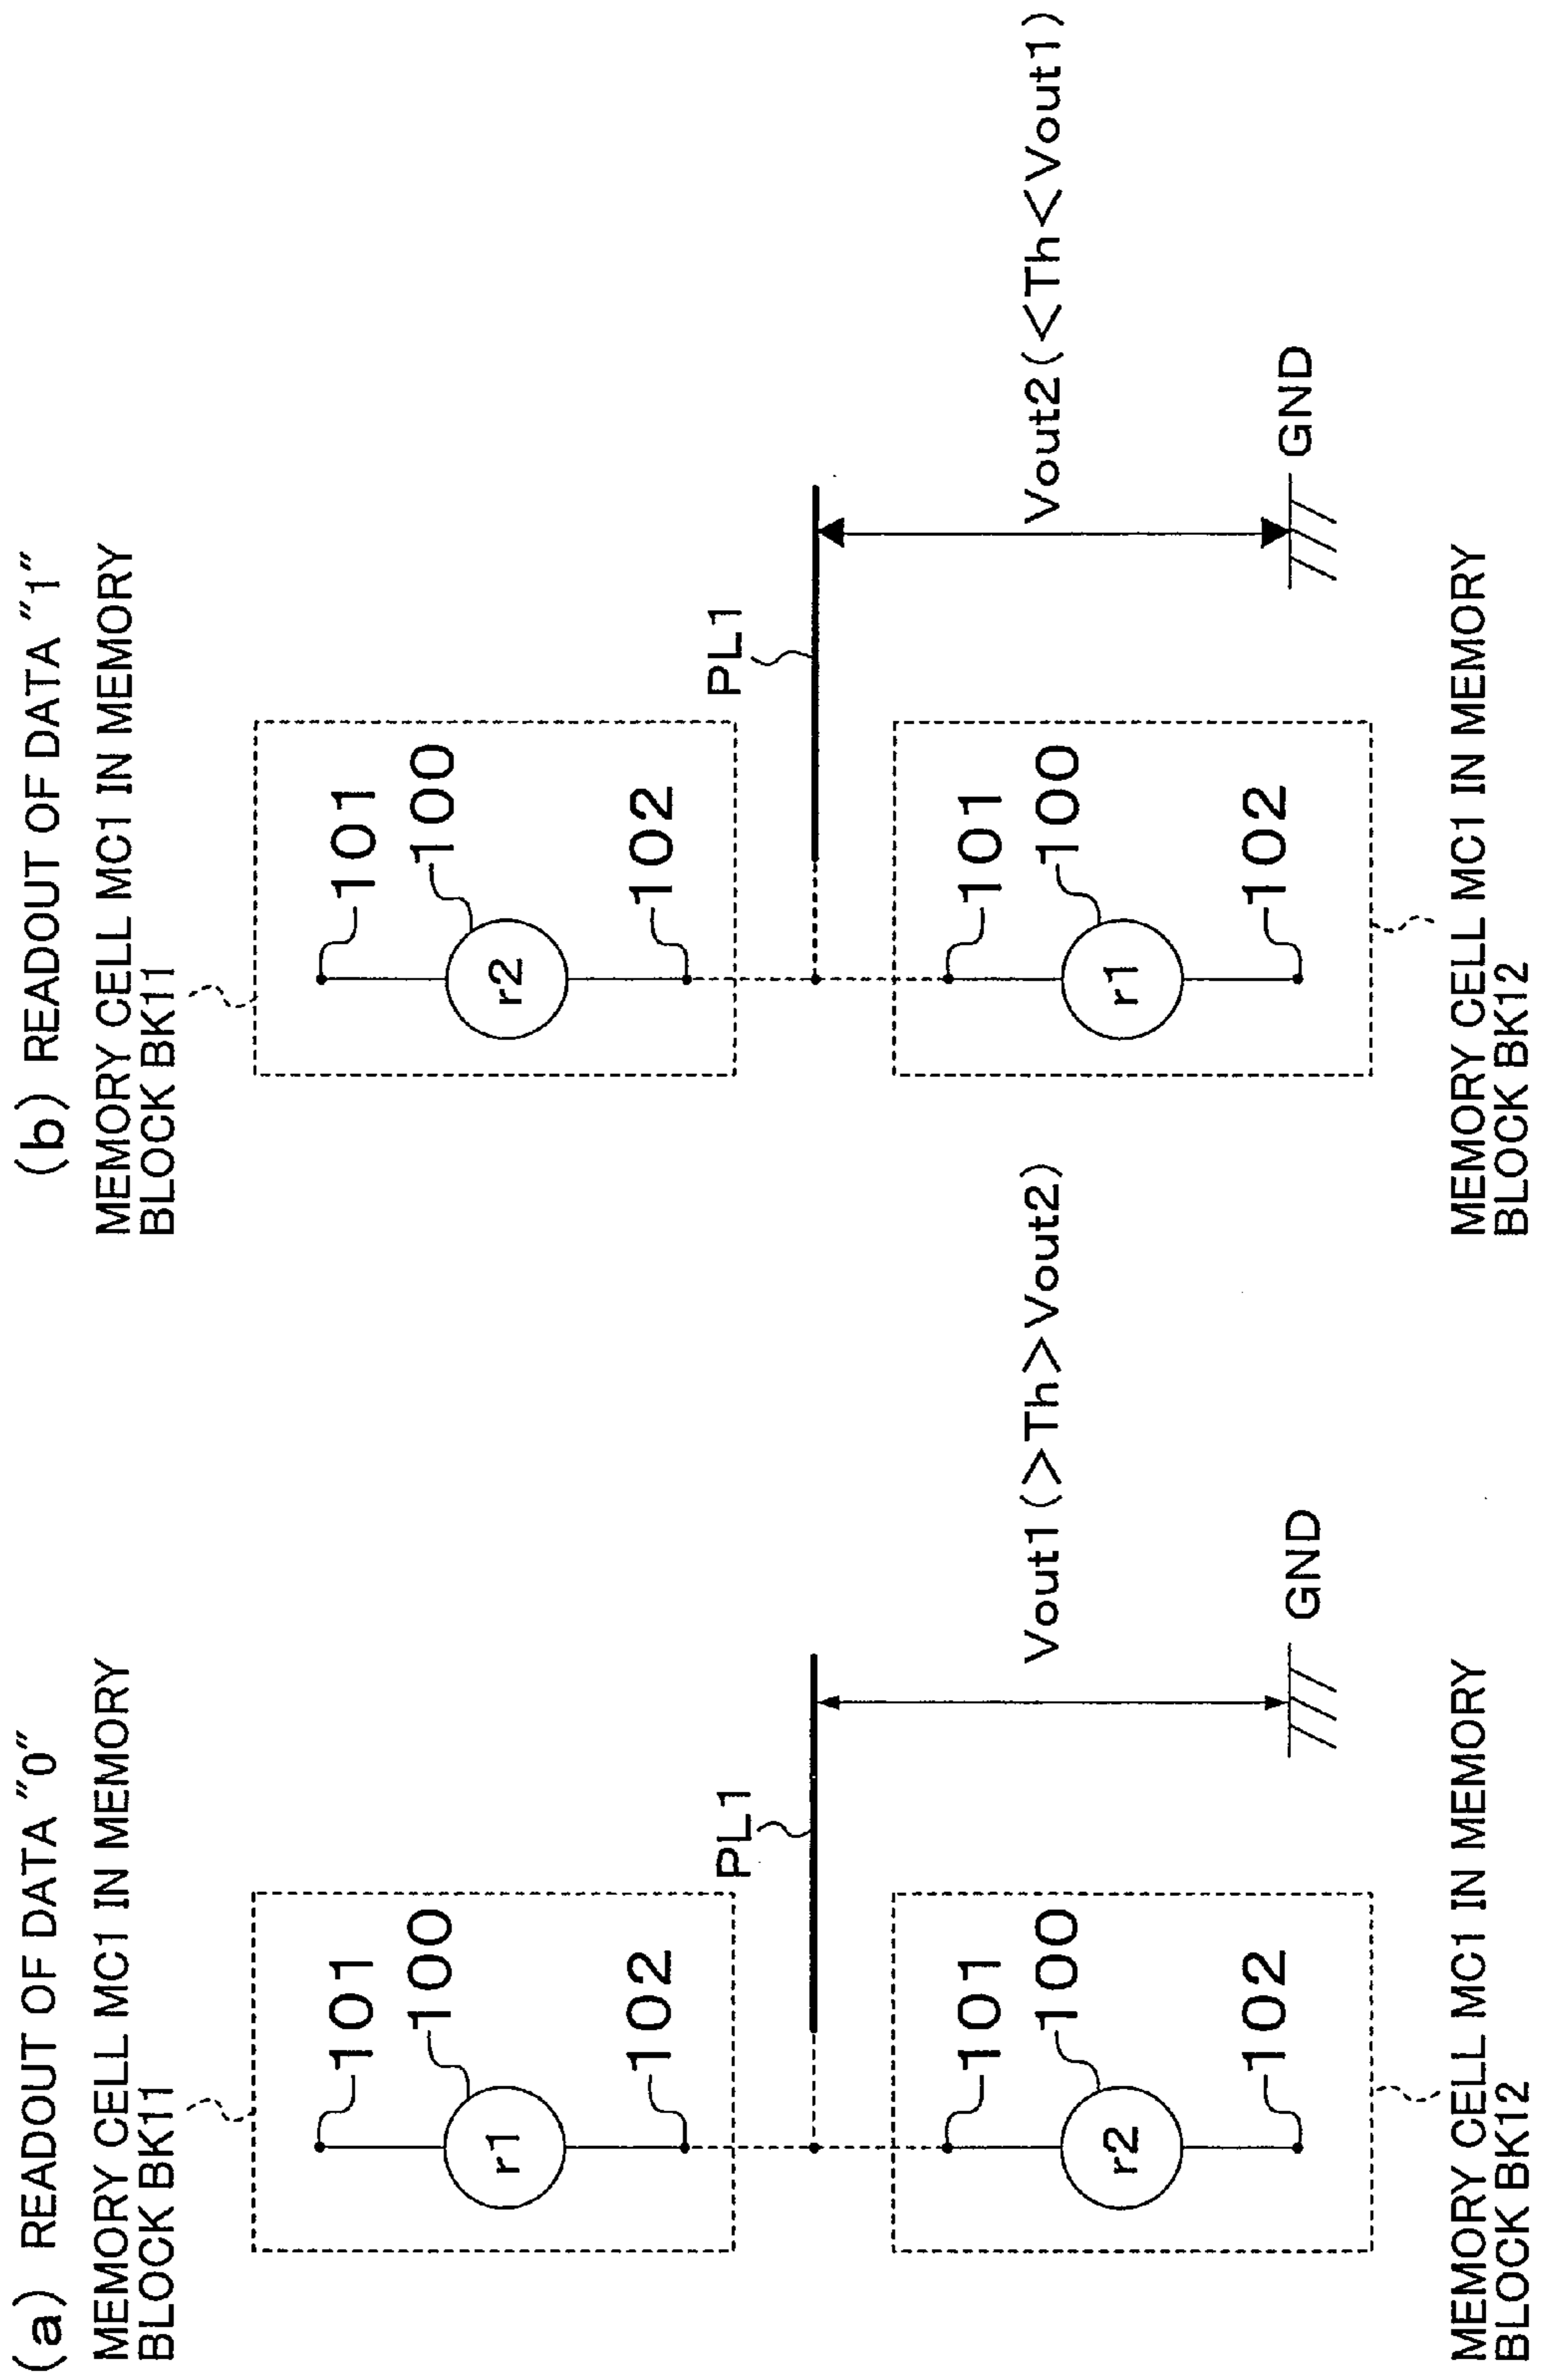 (a) READOUT OF DATA "0"
MEMORY CELL MC1 IN MEMORY
BLOCK BK11
101
100
r1
102
PL1
Vout1(>Th>Vout2)
101
100
r2
102
GND
MEMORY CELL MC1 IN MEMORY
BLOCK BK12
(b) READOUT OF DATA "1"
MEMORY CELL MC1 IN MEMORY
BLOCK BK11
101
100
r2
102
PL1
Vout2(<Th<Vout1)
101
100
r1
102
GND
MEMORY CELL MC1 IN MEMORY
BLOCK BK12